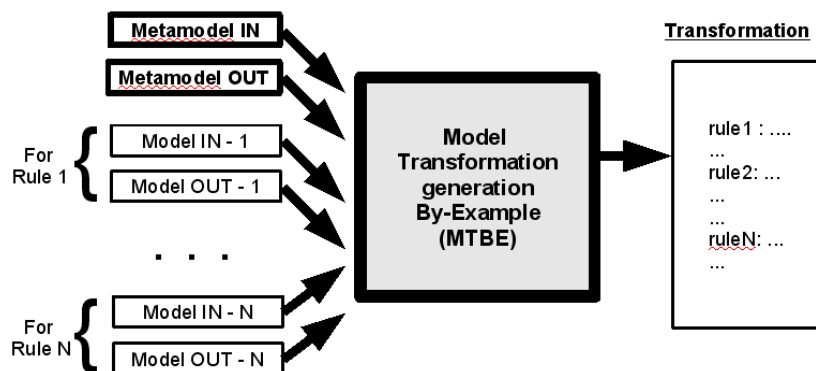 Metamodel IN
Metamodel OUT
For
Rule 1
{
Model IN - 1
Model OUT - 1
. . .
For
Rule N
{
Model IN - N
Model OUT - N
Model
Transformation
generation
By-Example
(MTBE)
Transformation
rule1 : ....
...
rule2: ...
...
...
ruleN: ...
...